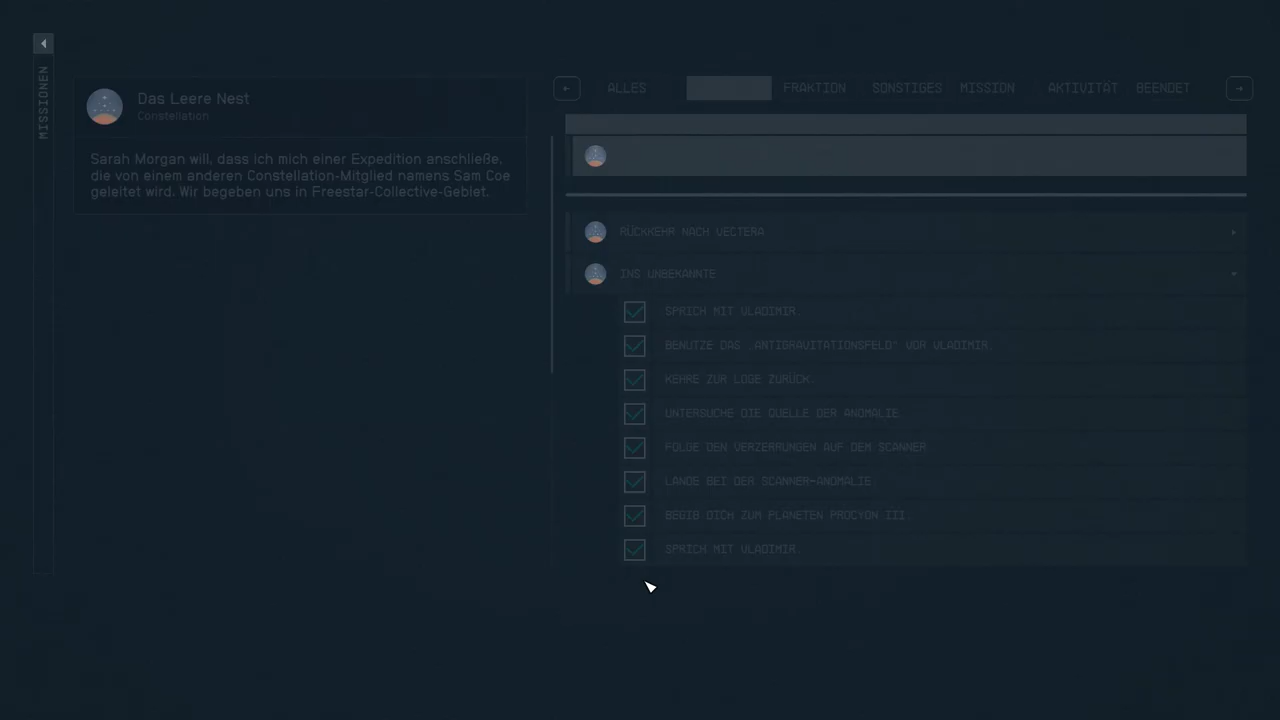 MISSIONEN
Das Leere Nest
Constellation
Sarah Morgan will, dass ich mich einer Expedition anschließe,
die von einem anderen Constellation-Mitglied namens Sam Coe
geleitet wird. Wir begeben uns in Freestar-Collective-Gebiet.
ALLES FRAKTION SONSTIGES MISSION AKTIVITÄT BEENDET
RÜCKKEHR NACH VECTERA
INS UNBEKANNTE
SPRICH MIT VLADIMIR.
BENUTZE DAS „ANTIGRAVITATIONSFELD“ VOR VLADIMIR.
KEHRE ZUR LOGE ZURÜCK.
UNTERSUCHE DIE QUELLE DER ANOMALIE.
FOLGE DEN VERZERRUNGEN AUF DEM SCANNER.
LANDE BEI DER SCANNER-ANOMALIE.
BEGIB DICH ZUM PLANETEN PROCYON III.
SPRICH MIT VLADIMIR.